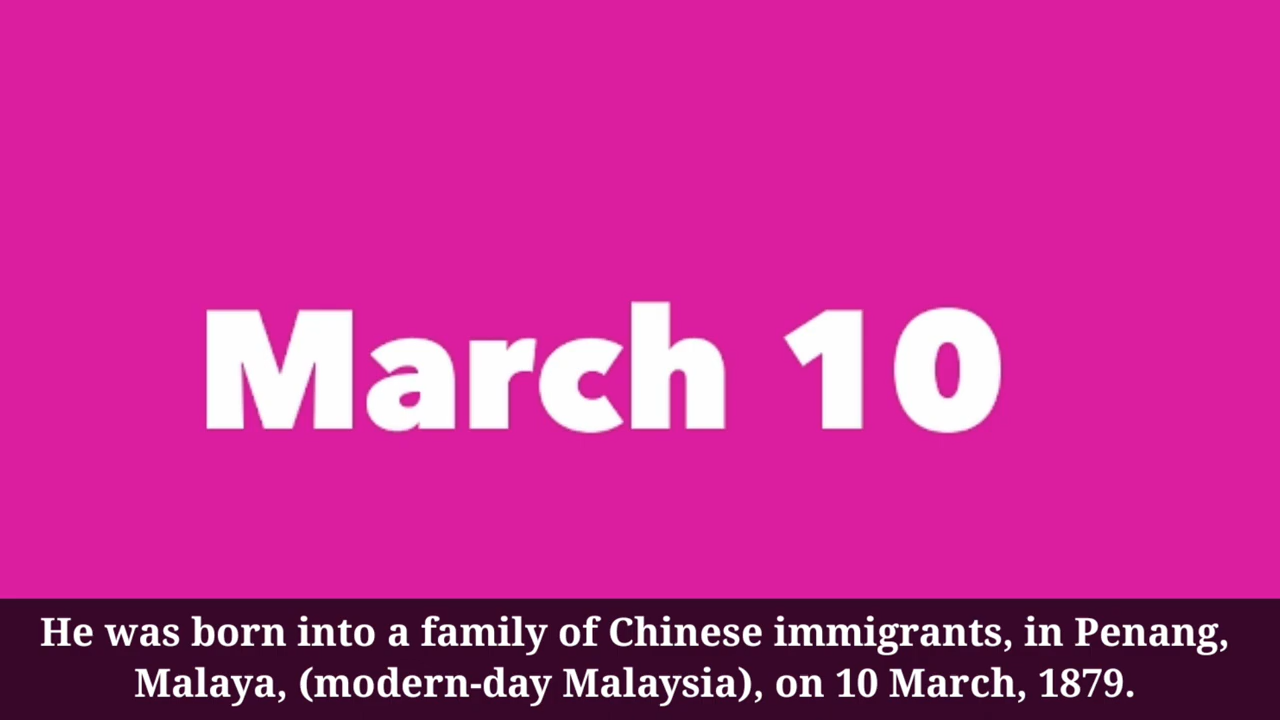 March 10
He was born into a family of Chinese immigrants, in Penang,
Malaya, (modern-day Malaysia), on 10 March, 1879.